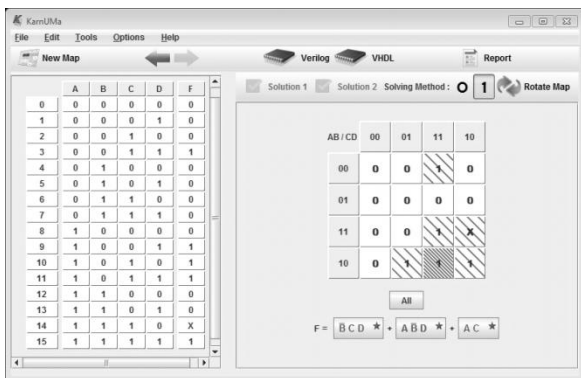 KarnUMa
File Edit Tools Options Help
New Map Verilog VHDL Report
A B C D F
0 0 0 0 0 0
1 0 0 0 1 0
2 0 0 1 0 0
3 0 0 1 1 1
4 0 1 0 0 0
5 0 1 0 1 0
6 0 1 1 0 0
7 0 1 1 1 0
8 1 0 0 0 0
9 1 0 0 1 1
10 1 0 1 0 1
11 1 0 1 1 1
12 1 1 0 0 0
13 1 1 0 1 0
14 1 1 1 0 X
15 1 1 1 1 1
Solution 1 Solution 2 Solving Method : 0 1 Rotate Map
AB / CD 00 01 11 10
00 0 0 1 0
01 0 0 0 0
11 0 0 1 X
10 0 1 1 1
All
F = B̄ C D ★ + A B̄ D ★ + A C ★